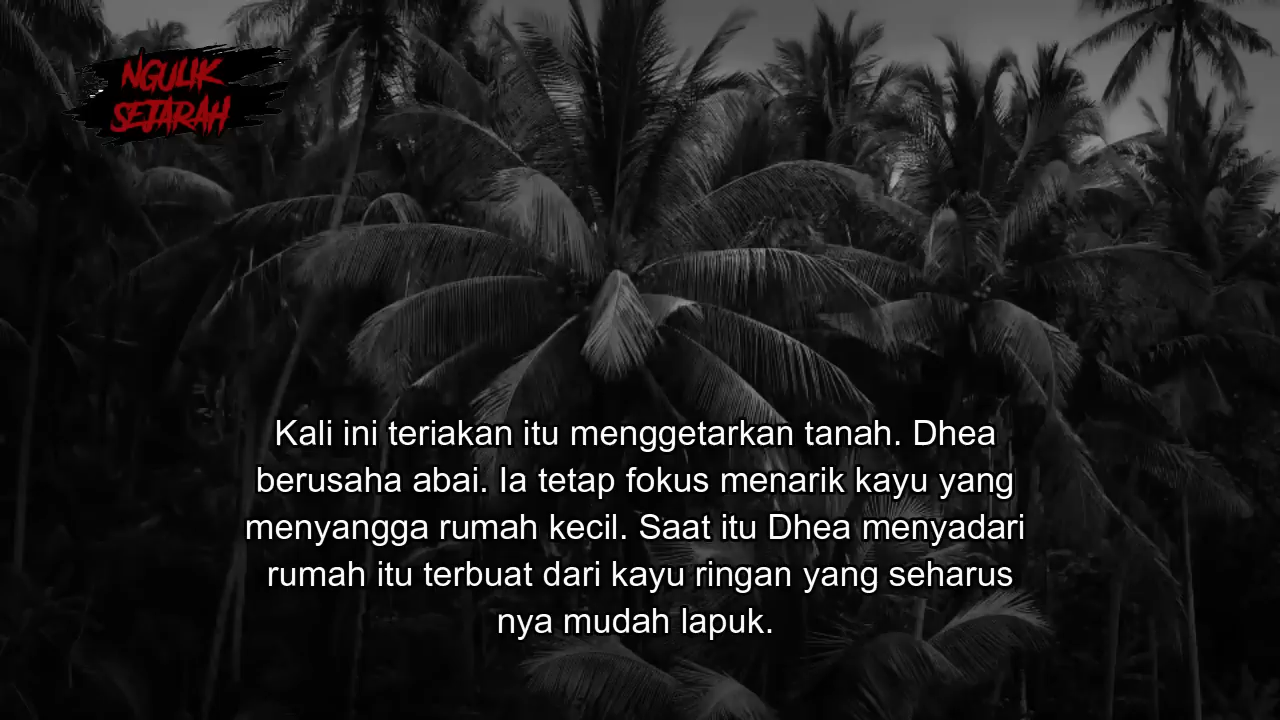 NGULIK
SEJARAH
Kali ini teriakan itu menggetarkan tanah. Dhea
berusaha abai. Ia tetap fokus menarik kayu yang
menyangga rumah kecil. Saat itu Dhea menyadari
rumah itu terbuat dari kayu ringan yang seharus
nya mudah lapuk.